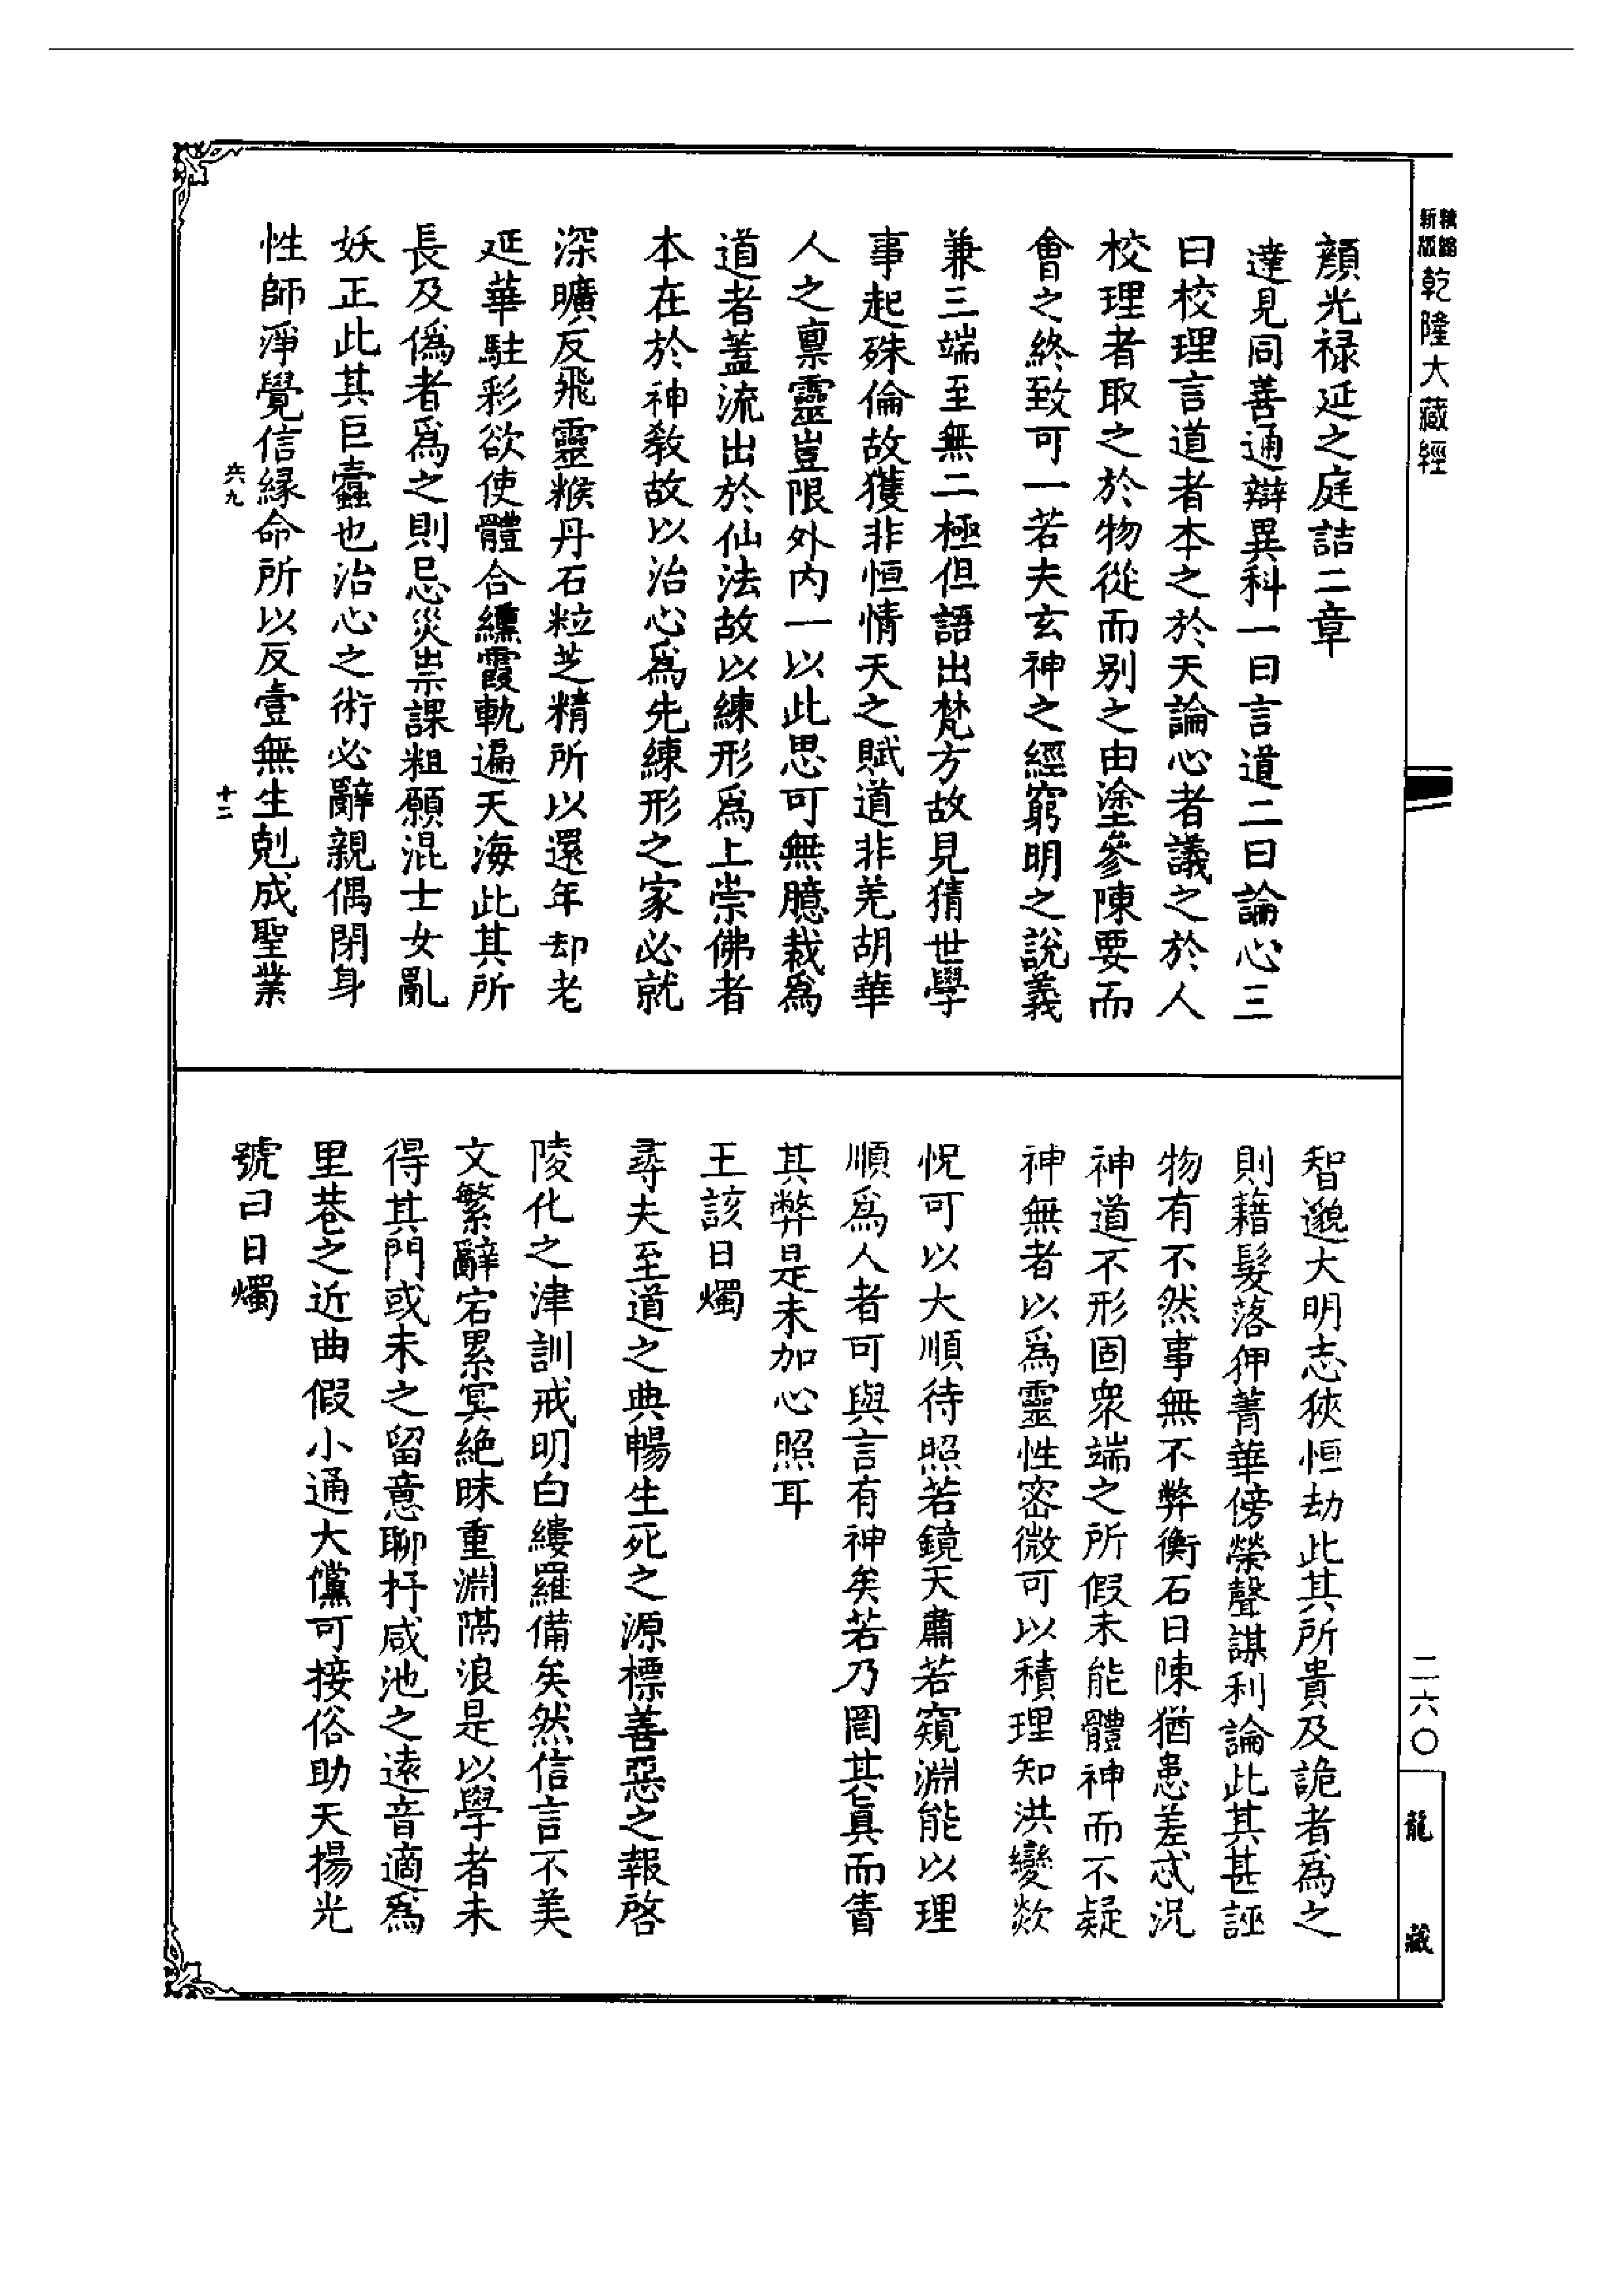 精縮
新版
乾隆大藏經
顏光祿延之庭誥二章
達見同善通辯異科一曰言道二曰論心三
曰校理言道者本之於天論心者議之於人
校理者取之於物從而别之由塗參陳要而
會之終致可一若夫玄神之經窮明之說義
兼三端至無二極但語出梵方故見猜世學
事起殊倫故獲非恒情天之賦道非羌胡華
人之禀靈豈限外内一以此思可無臆裁爲
道者葢流出於仙法故以練形爲上崇佛者
本在於神教故以治心爲先練形之家必就
深曠反飛靈糇丹石粒芝精所以還年却老
延華駐彩欲使體合纁霞軌遍天海此其所
長及僞者爲之則忌災祟課粗願混士女亂
妖正此其巨蠹也治心之術必辭親偶閉身
性師淨覺信緣命所以反壹無生剋成聖業
六九
十二
智邈大明志狹恒劫此其所貴及詭者爲之
則藉髮落狎菁華傍榮聲謀利論此其甚誣
物有不然事無不弊衡石日陳猶患差忒况
神道不形固衆端之所假未能體神而不疑
神無者以爲靈性密微可以積理知洪變欻
怳可以大順待照若鏡天肅若窺淵能以理
順爲人者可與言有神矣若乃罔其真而眚
其弊是未加心照耳
王該日燭
尋夫至道之典暢生死之源標善惡之報啓
陵化之津訓戒明白縷羅備矣然信言不美
文繁辭宕累冥絶昧重淵隔浪是以學者未
得其門或未之留意聊抒咸池之遠音適爲
里巷之近曲假小通大儻可接俗助天揚光
號曰日燭
二六〇
龍藏